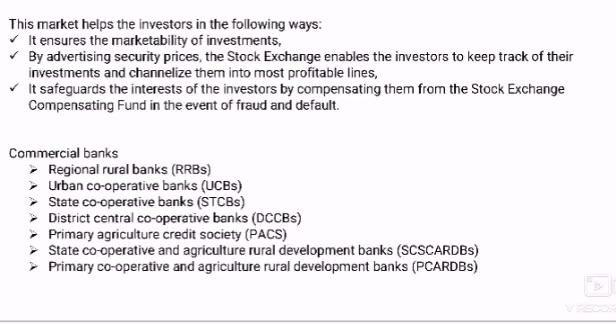 This market helps the investors in the following ways:
✓ It ensures the marketability of investments,
✓ By advertising security prices, the Stock Exchange enables the investors to keep track of their
investments and channelize them into most profitable lines,
✓ It safeguards the interests of the investors by compensating them from the Stock Exchange
Compensating Fund in the event of fraud and default.
Commercial banks
➢ Regional rural banks (RRBs)
➢ Urban co-operative banks (UCBs)
➢ State co-operative banks (STCBs)
➢ District central co-operative banks (DCCBs)
➢ Primary agriculture credit society (PACS)
➢ State co-operative and agriculture rural development banks (SCSCARDBs)
➢ Primary co-operative and agriculture rural development banks (PCARDBs)